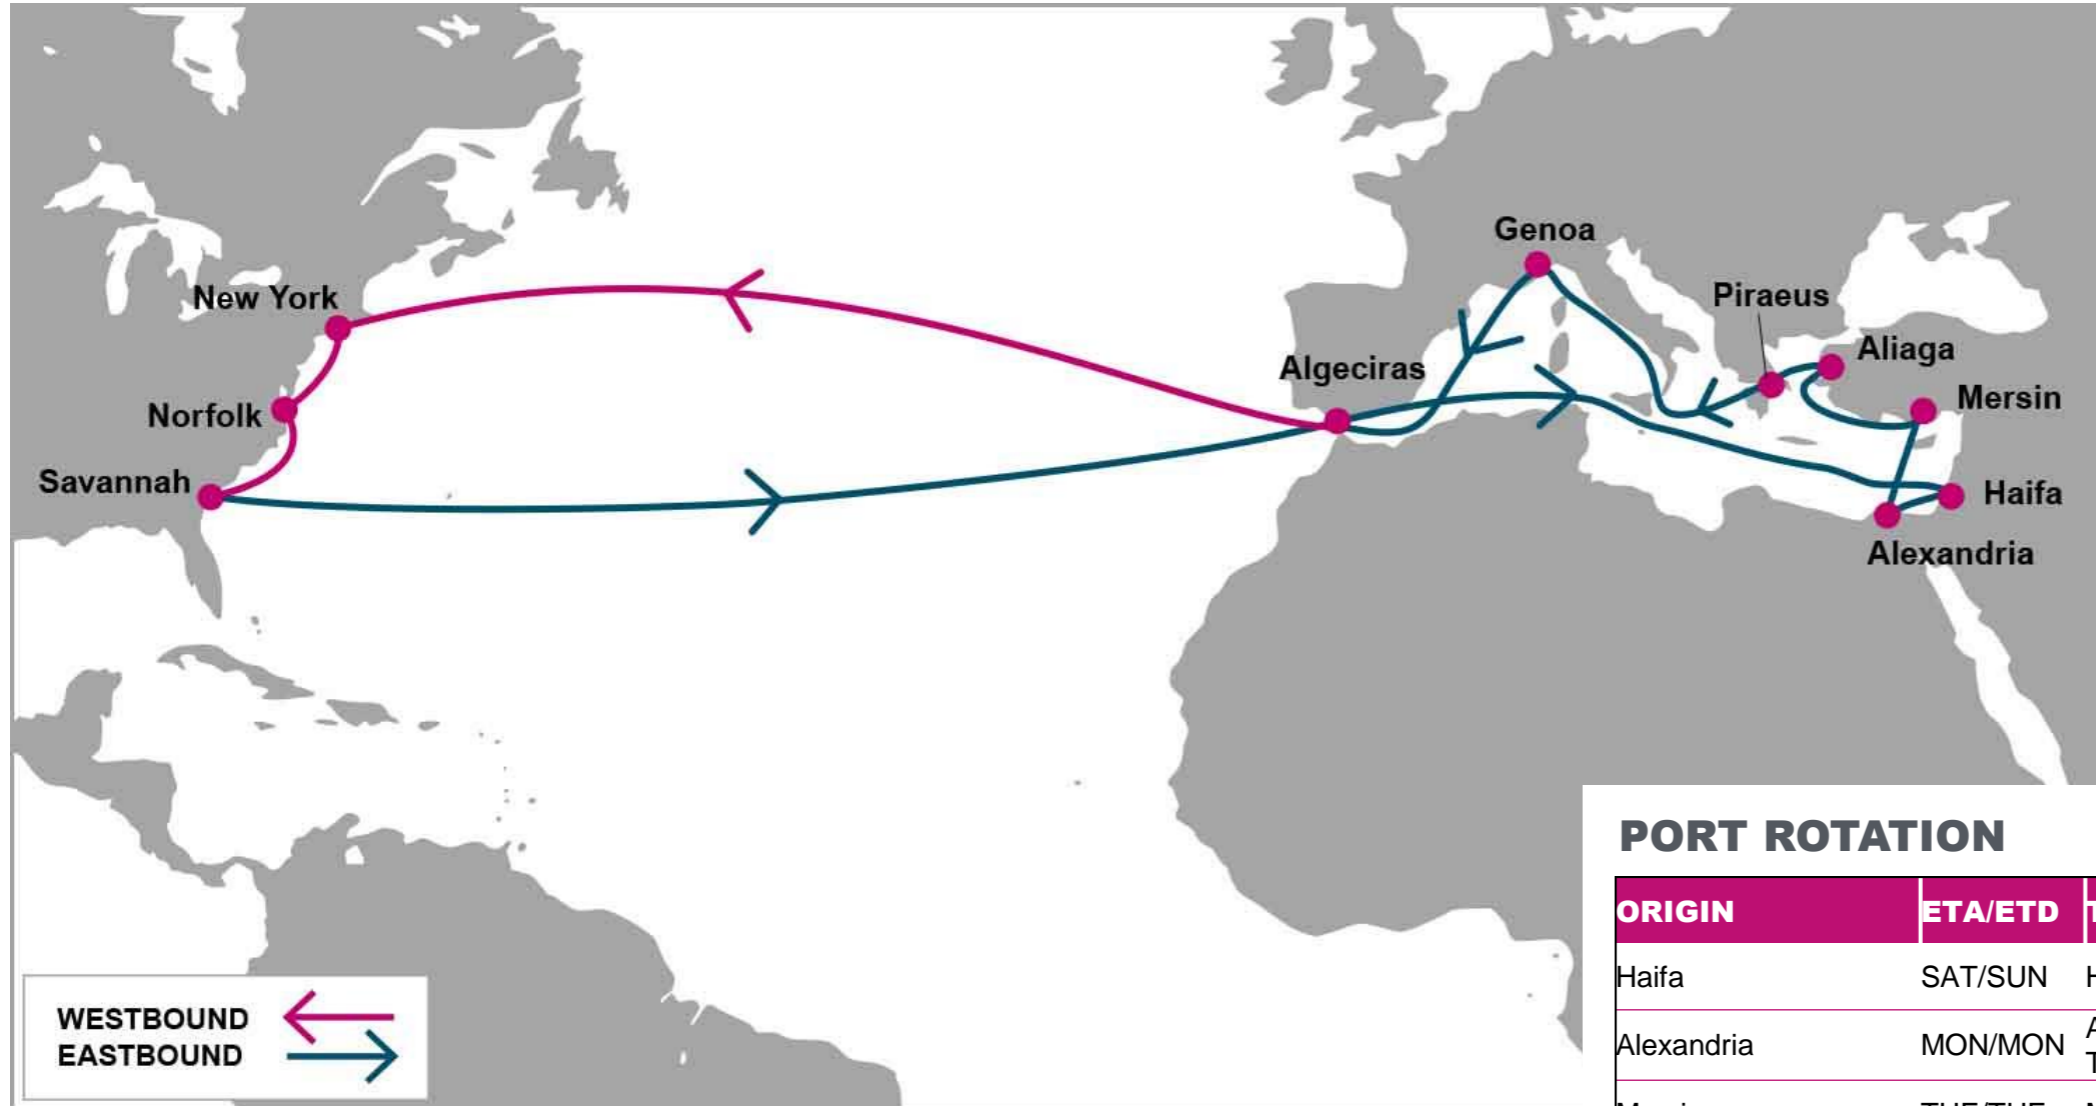 Genoa
New York
Piraeus
Aliaga
Algeciras
Mersin
Norfolk
Savannah
Haifa
Alexandria
WESTBOUND
EASTBOUND
PORT ROTATION
ORIGIN ETA/ETD
Haifa SAT/SUN
Alexandria MON/MON